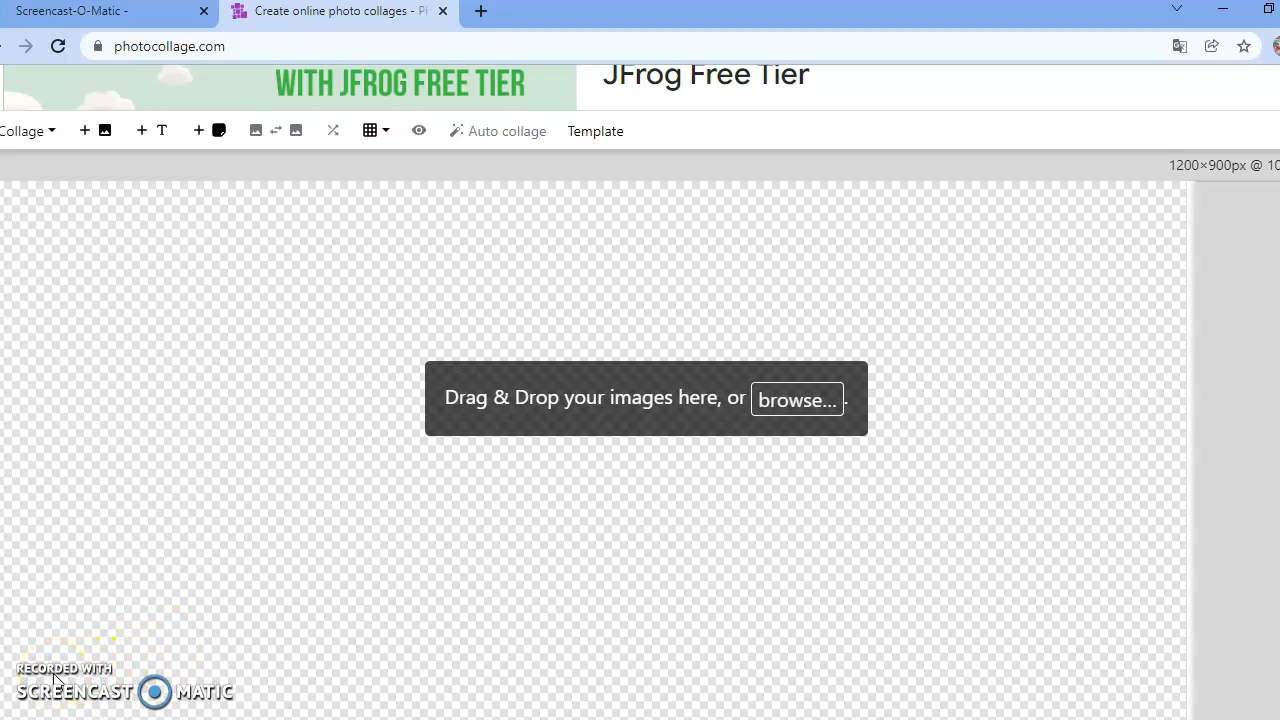 Screencast-O-Matic -
Create online photo collages -
photocollage.com
WITH JFROG FREE TIER
JFrog Free Tier
Collage
+ + T +
Auto collage
Template
1200×900px @ 10
Drag & Drop your images here, or browse... .
RECORDED WITH
SCREENCAST MATIC